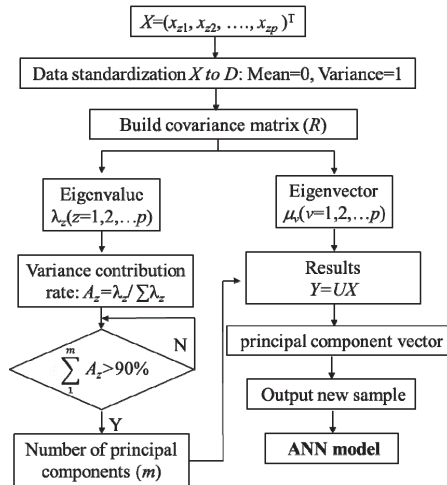 X=(x_{z1}, x_{z2}, ...., x_{zp})^T
Data standardization X to D: Mean=0, Variance=1
Build covariance matrix (R)
Eigenvalue
λ_z(z=1,2,...p)
Eigenvector
μ_v(v=1,2,...p)
Variance contribution
rate: A_z=λ_z/∑λ_z
Results
Y=UX
N
∑_1^m A_z>90%
Y
principal component vector
Output new sample
Number of principal
components (m)
ANN model